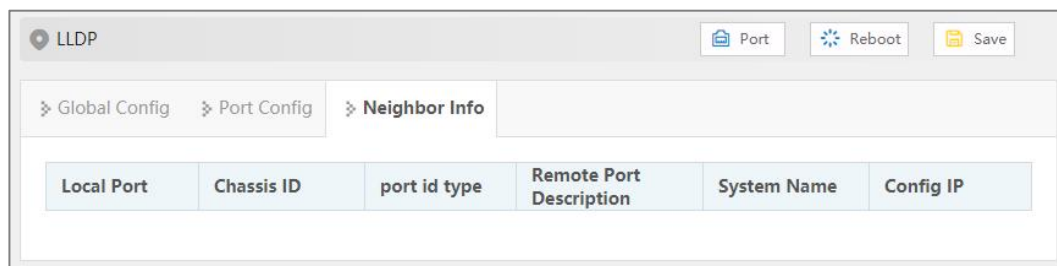 LLDP
Port
Reboot
Save
Global Config
Port Config
Neighbor Info
Local Port
Chassis ID
port id type
Remote Port
Description
System Name
Config IP